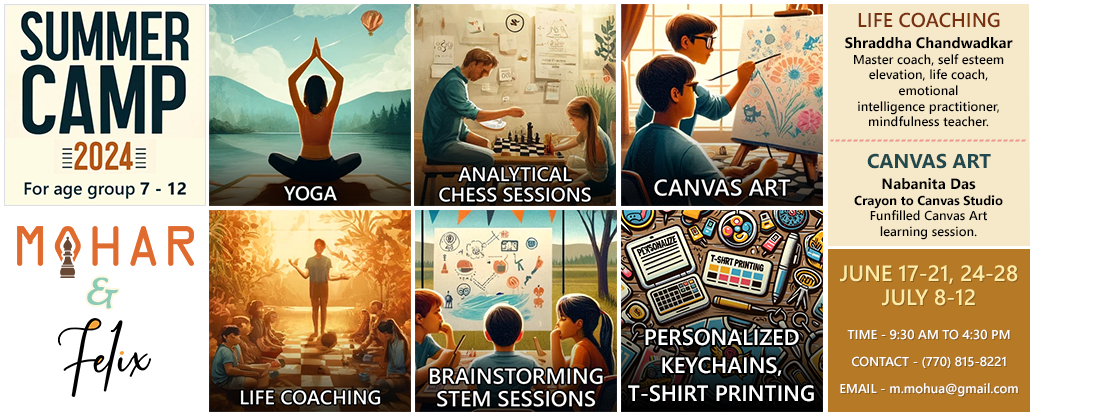 SUMMER
CAMP
2024
For age group 7 - 12
YOGA
ANALYTICAL
CHESS SESSIONS
CANVAS ART
MOHAR
&
Felix
LIFE COACHING
BRAINSTORMING
STEM SESSIONS
PERSONALIZE
T-SHIRT PRINTING
PERSONALIZED
KEYCHAINS,
T-SHIRT PRINTING
LIFE COACHING
Shraddha Chandwadkar
Master coach, self esteem
elevation, life coach,
emotional
intelligence practitioner,
mindfulness teacher.
CANVAS ART
Nabanita Das
Crayon to Canvas Studio
Funfilled Canvas Art
learning session.
JUNE 17-21, 24-28
JULY 8-12
TIME - 9:30 AM TO 4:30 PM
CONTACT - (770) 815-8221
EMAIL - m.mohua@gmail.com